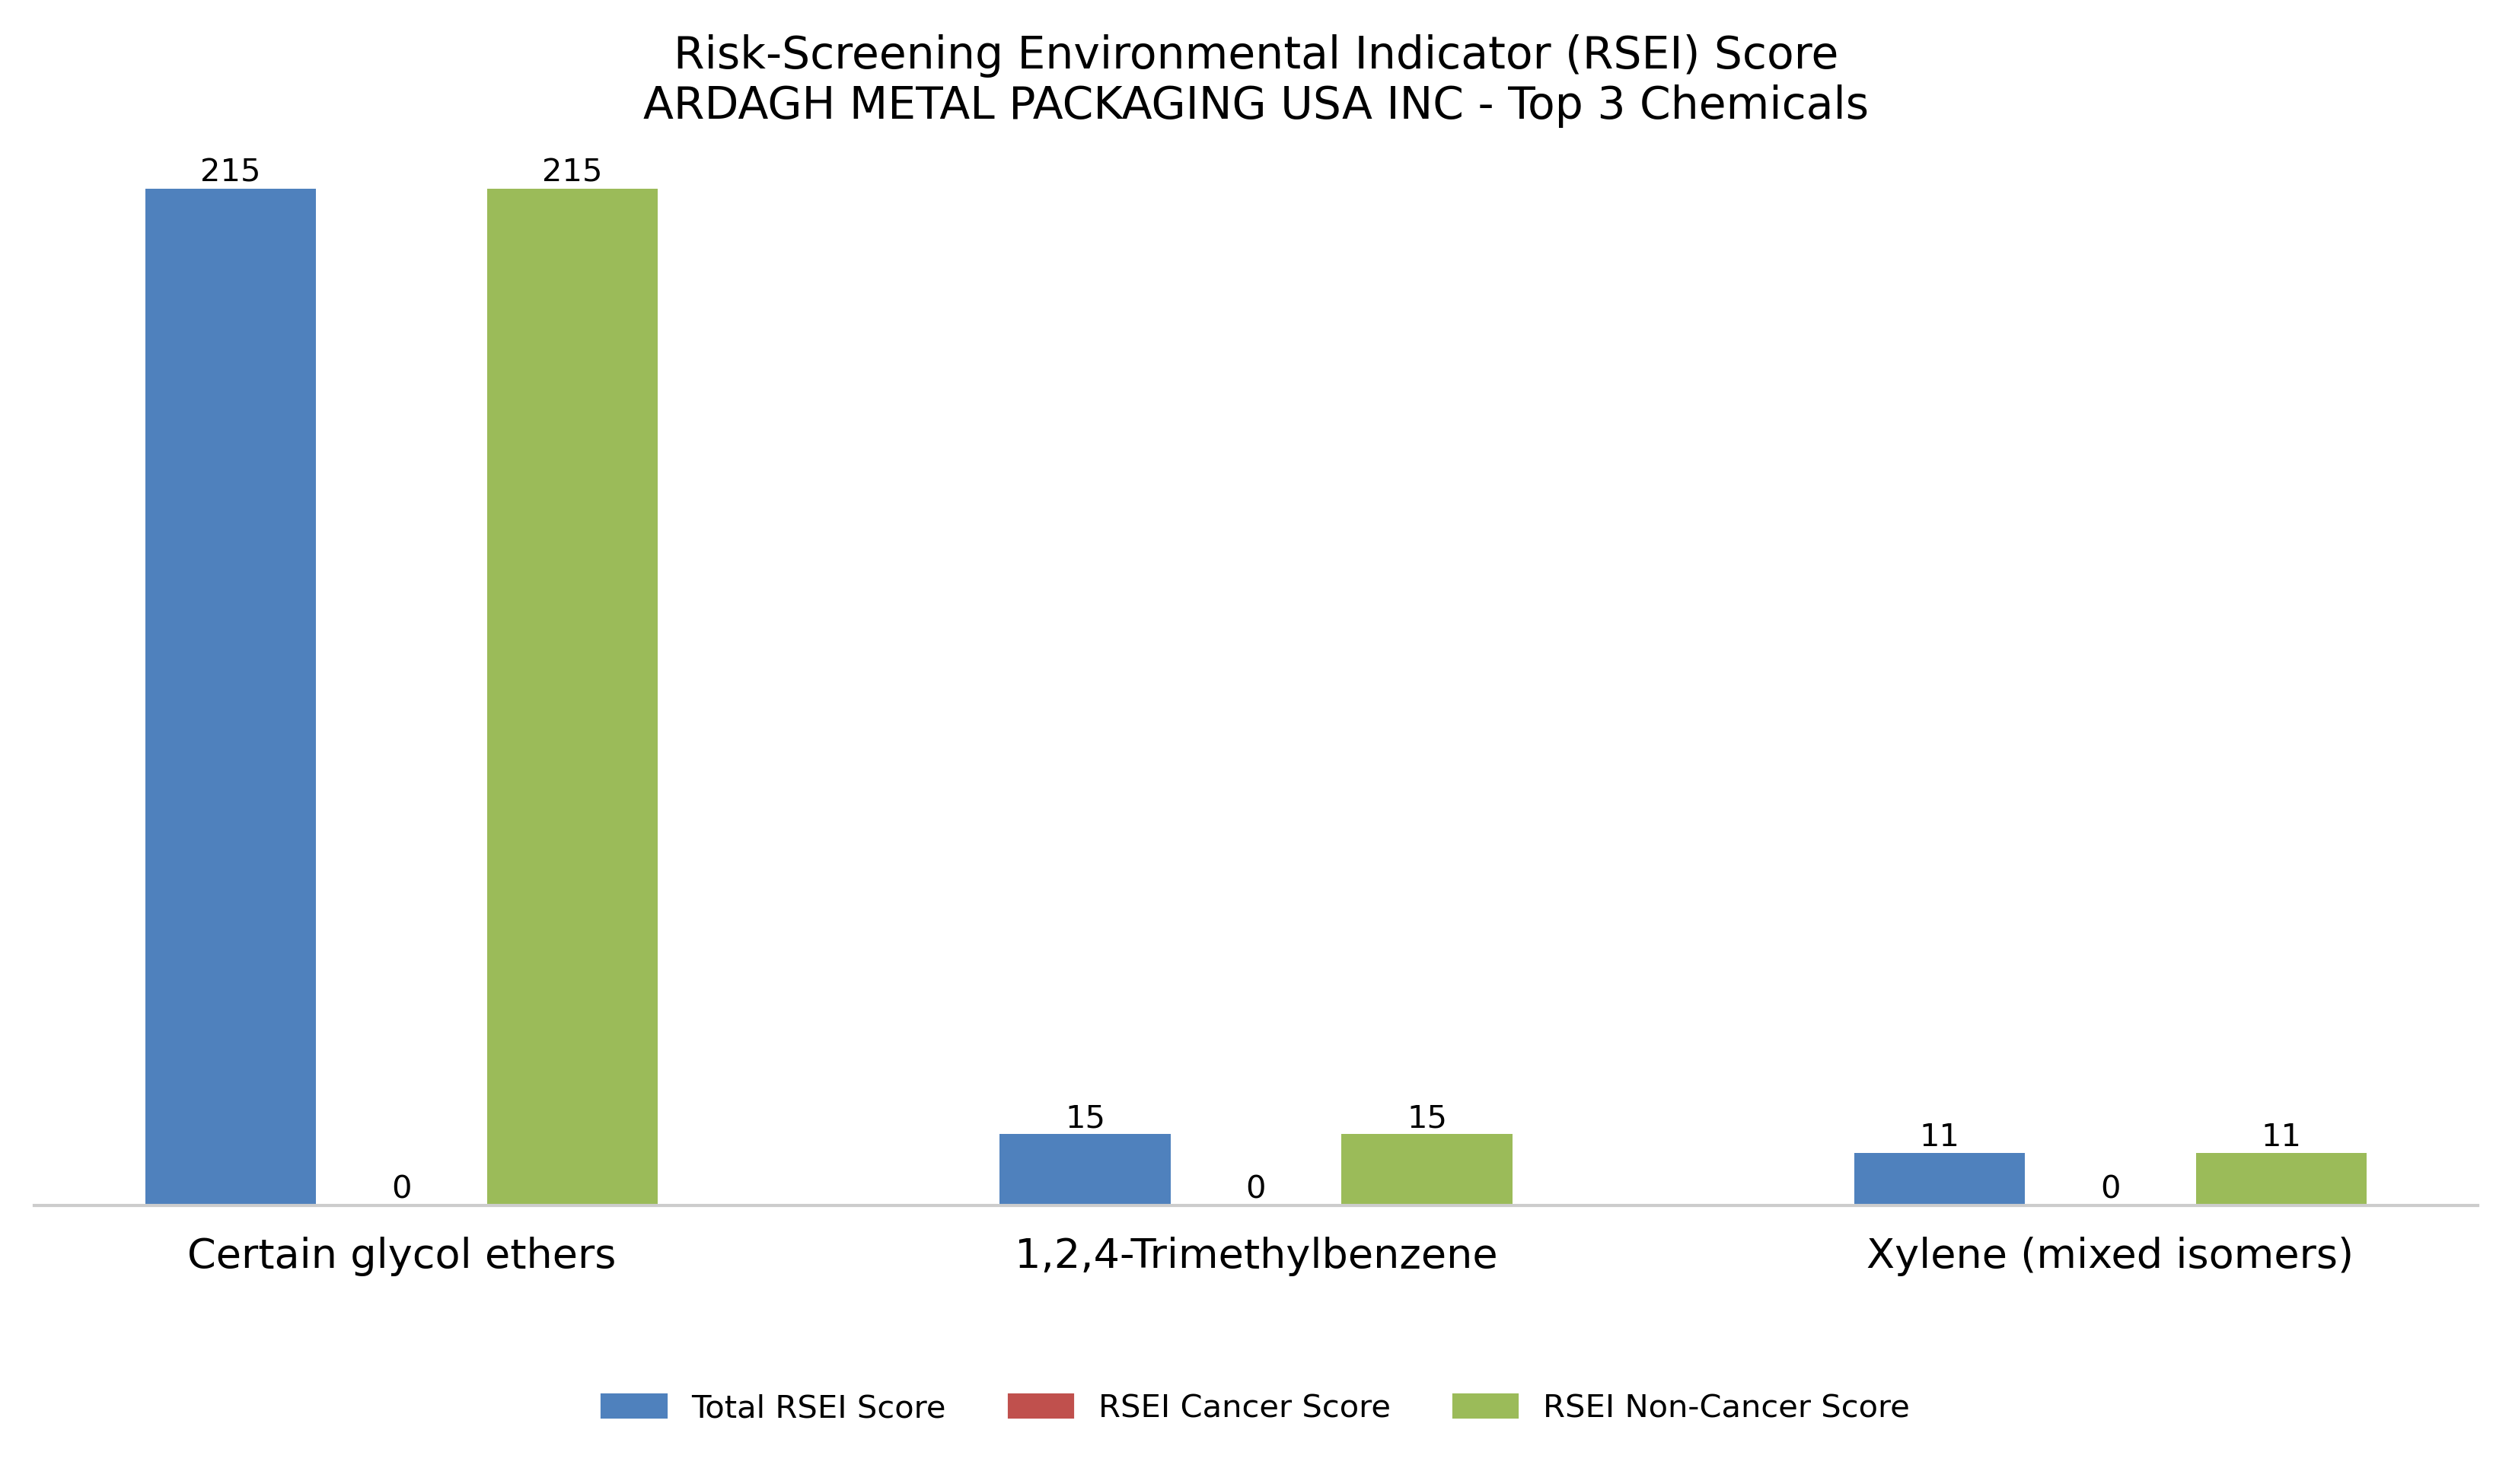 Risk-Screening Environmental Indicator (RSEI) Score
ARDAGH METAL PACKAGING USA INC - Top 3 Chemicals
215
215
0
15
15
0
11
11
0
Certain glycol ethers
1,2,4-Trimethylbenzene
Xylene (mixed isomers)
Total RSEI Score
RSEI Cancer Score
RSEI Non-Cancer Score